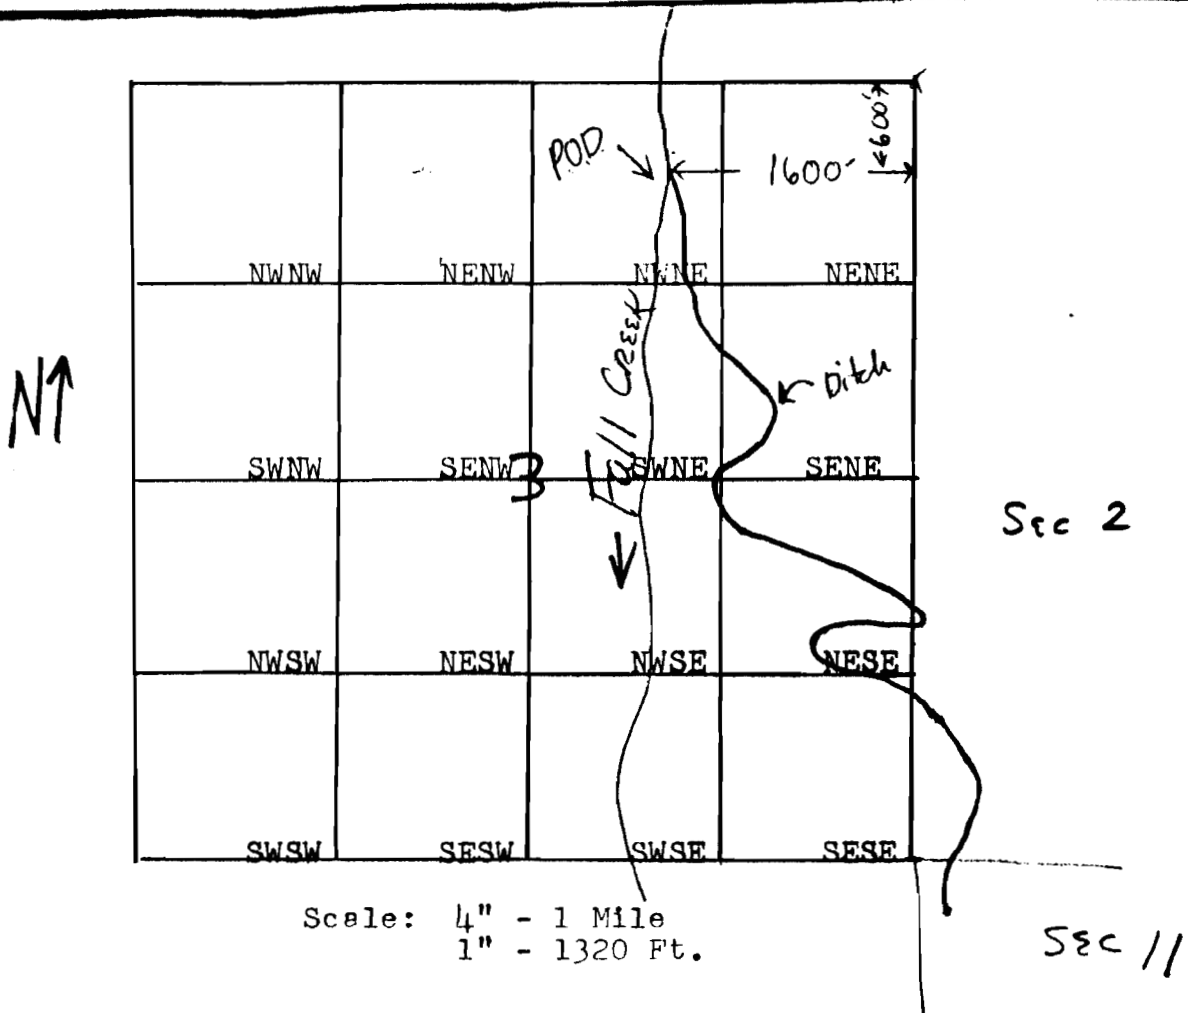 600'
POD
1600'
NWNW NENW NWNE NENE
N
Ditch
Fall Creek
SWNW SENW SWNE SENE
3
Sec 2
NWSW NESW NWSE NESE
SWSW SESW SWSE SESE
Scale: 4" - 1 Mile
1" - 1320 Ft.
Sec 11